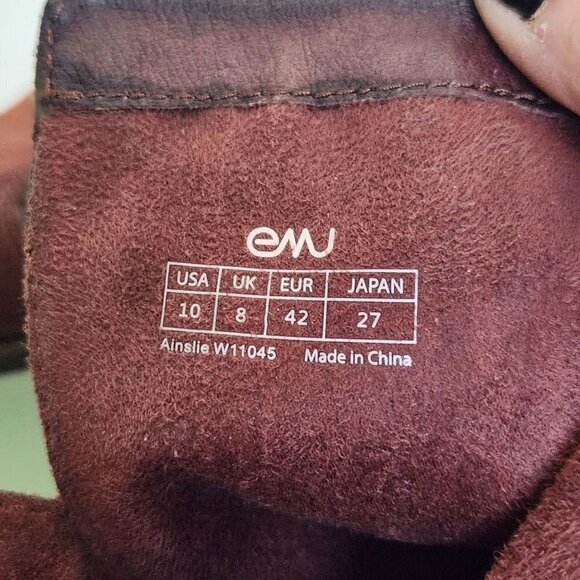 emu
USA UK EUR JAPAN
10 8 42 27
Ainslie W11045 Made in China